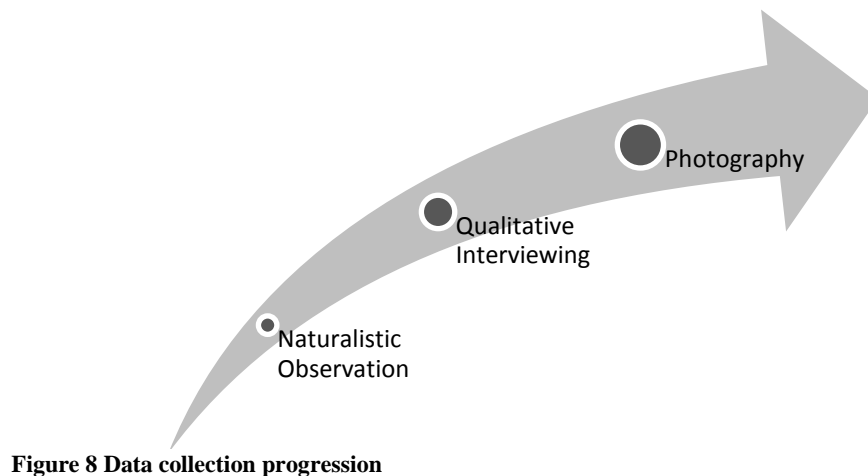 Photography
Qualitative
Interviewing
Naturalistic
Observation
Figure 8 Data collection progression